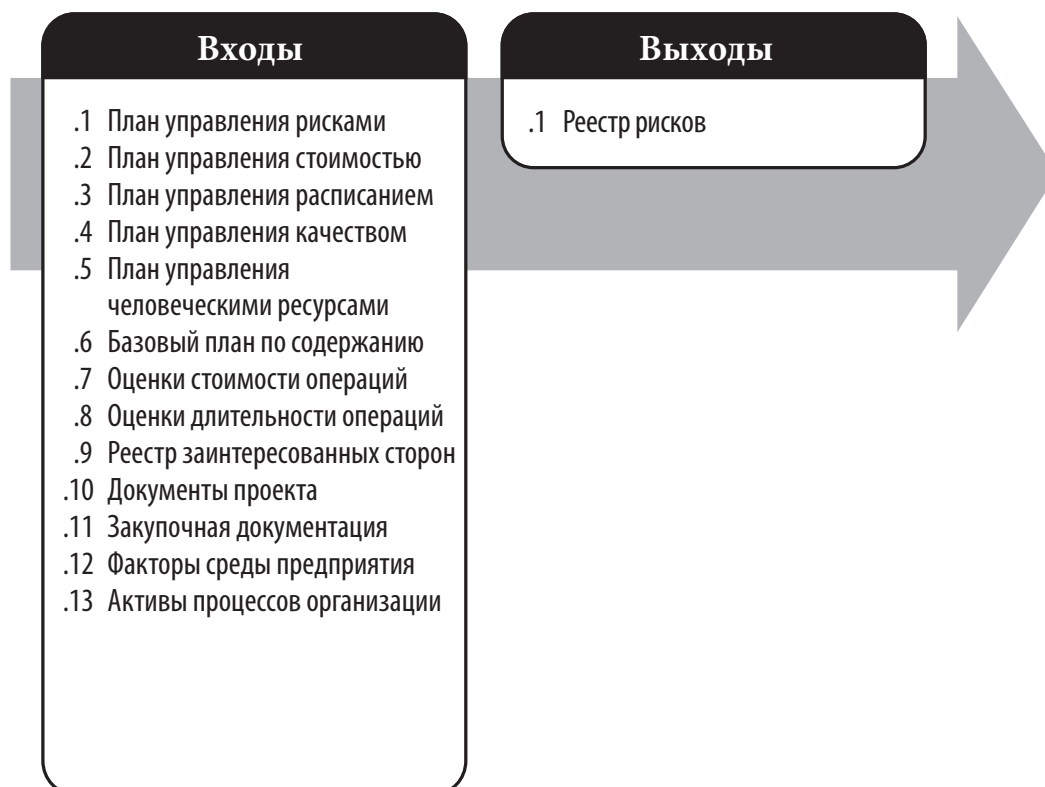 Входы
.1 План управления рисками
.2 План управления стоимостью
.3 План управления расписанием
.4 План управления качеством
.5 План управления
человеческими ресурсами
.6 Базовый план по содержанию
.7 Оценки стоимости операций
.8 Оценки длительности операций
.9 Реестр заинтересованных сторон
.10 Документы проекта
.11 Закупочная документация
.12 Факторы среды предприятия
.13 Активы процессов организации
Выходы
.1 Реестр рисков